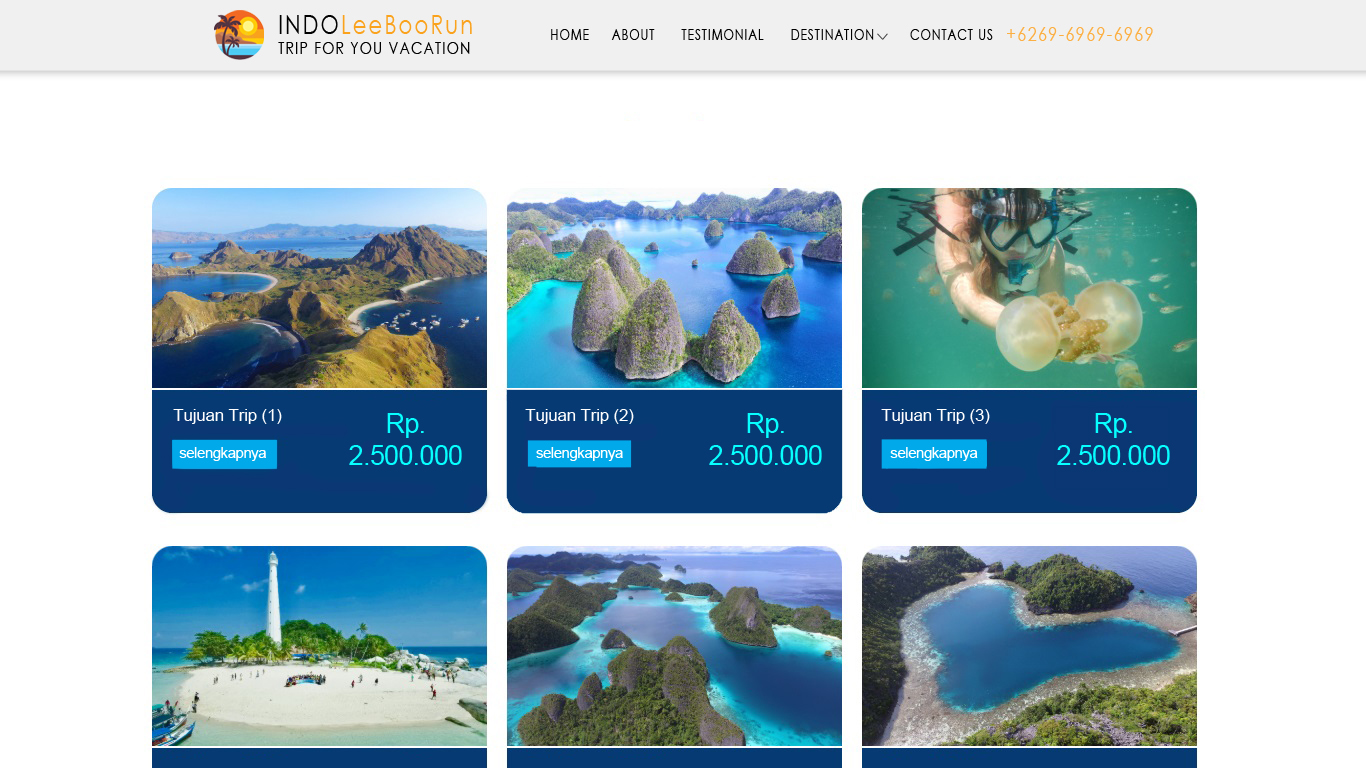 INDOLeeBooRun
TRIP FOR YOU VACATION
HOME ABOUT TESTIMONIAL DESTINATION CONTACT US +6269-6969-6969
Tujuan Trip (1)
selengkapnya
Rp.
2.500.000
Tujuan Trip (2)
selengkapnya
Rp.
2.500.000
Tujuan Trip (3)
selengkapnya
Rp.
2.500.000